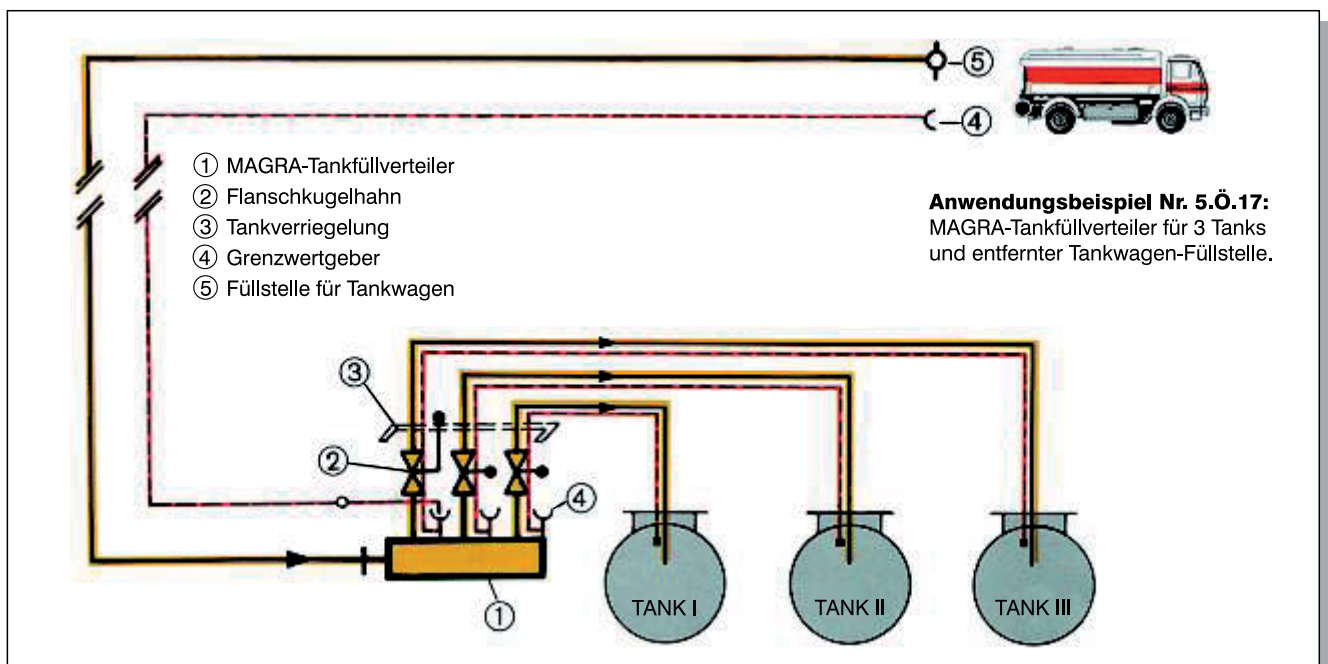 ⑤
④
① MAGRA-Tankfüllverteiler
② Flanschkugelhahn
③ Tankverriegelung
④ Grenzwertgeber
⑤ Füllstelle für Tankwagen
Anwendungsbeispiel Nr. 5.Ö.17:
MAGRA-Tankfüllverteiler für 3 Tanks
und entfernter Tankwagen-Füllstelle.
③
②
④
①
TANK I
TANK II
TANK III